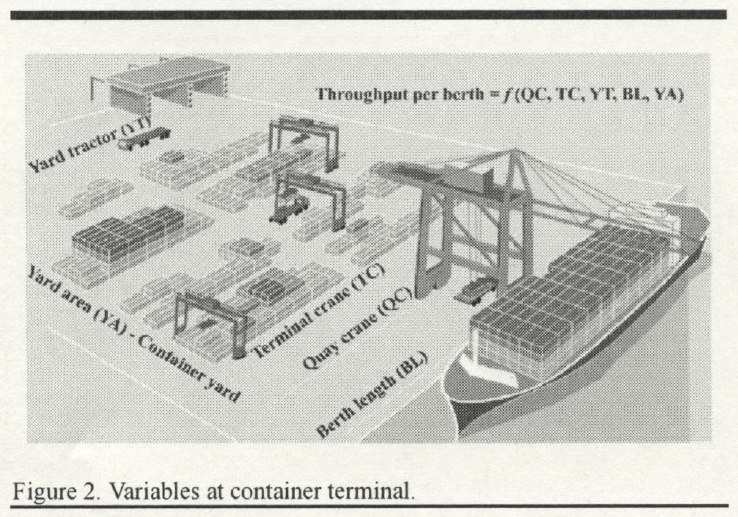 Throughput per berth = f (QC, TC, YT, BL, YA)
Yard tractor (YT)
Yard area (YA) - Container yard
Terminal crane (TC)
Quay crane (QC)
Berth length (BL)
Figure 2. Variables at container terminal.